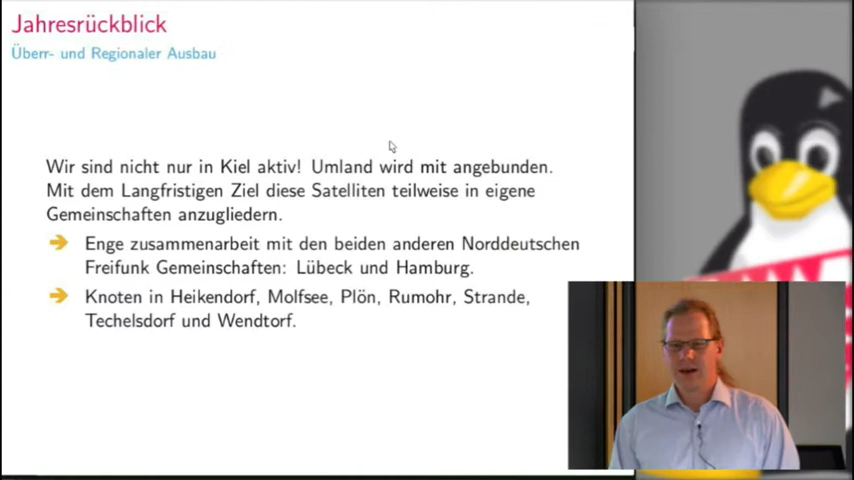 Jahresrückblick
Überr- und Regionaler Ausbau
Wir sind nicht nur in Kiel aktiv! Umland wird mit angebunden.
Mit dem Langfristigen Ziel diese Satelliten teilweise in eigene
Gemeinschaften anzugliedern.
➔ Enge zusammenarbeit mit den beiden anderen Norddeutschen
Freifunk Gemeinschaften: Lübeck und Hamburg.
➔ Knoten in Heikendorf, Molfsee, Plön, Rumohr, Strande,
Techelsdorf und Wendtorf.